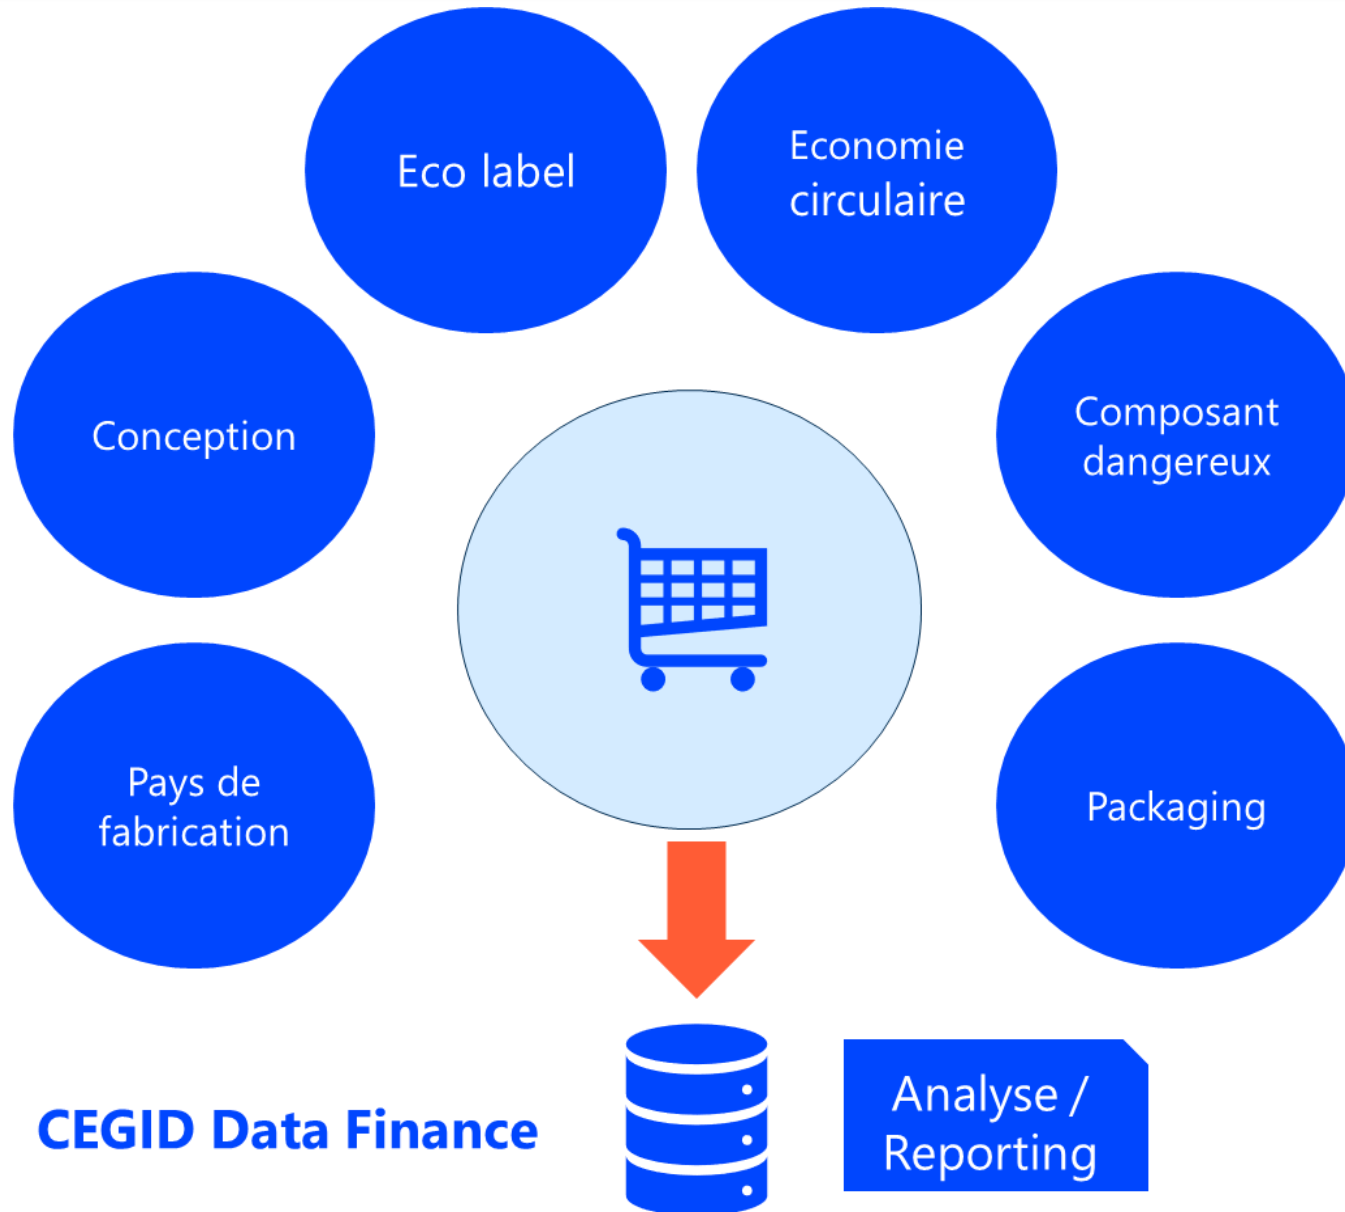 Eco label
Economie
circulaire
Conception
Composant
dangereux
Pays de
fabrication
Packaging
CEGID Data Finance
Analyse /
Reporting